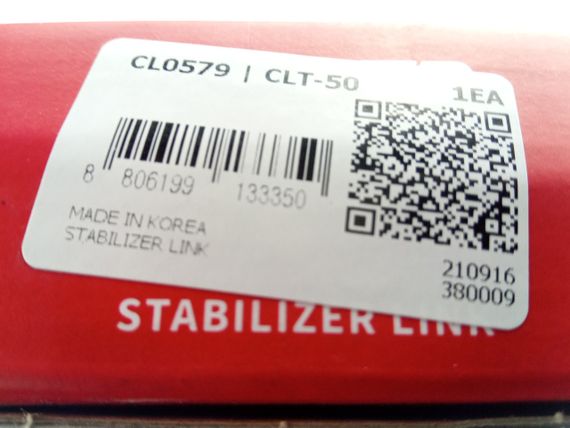 CL0579 | CLT-50
1EA
8 806199 133350
MADE IN KOREA
STABILIZER LINK
210916
380009
STABILIZER LINK